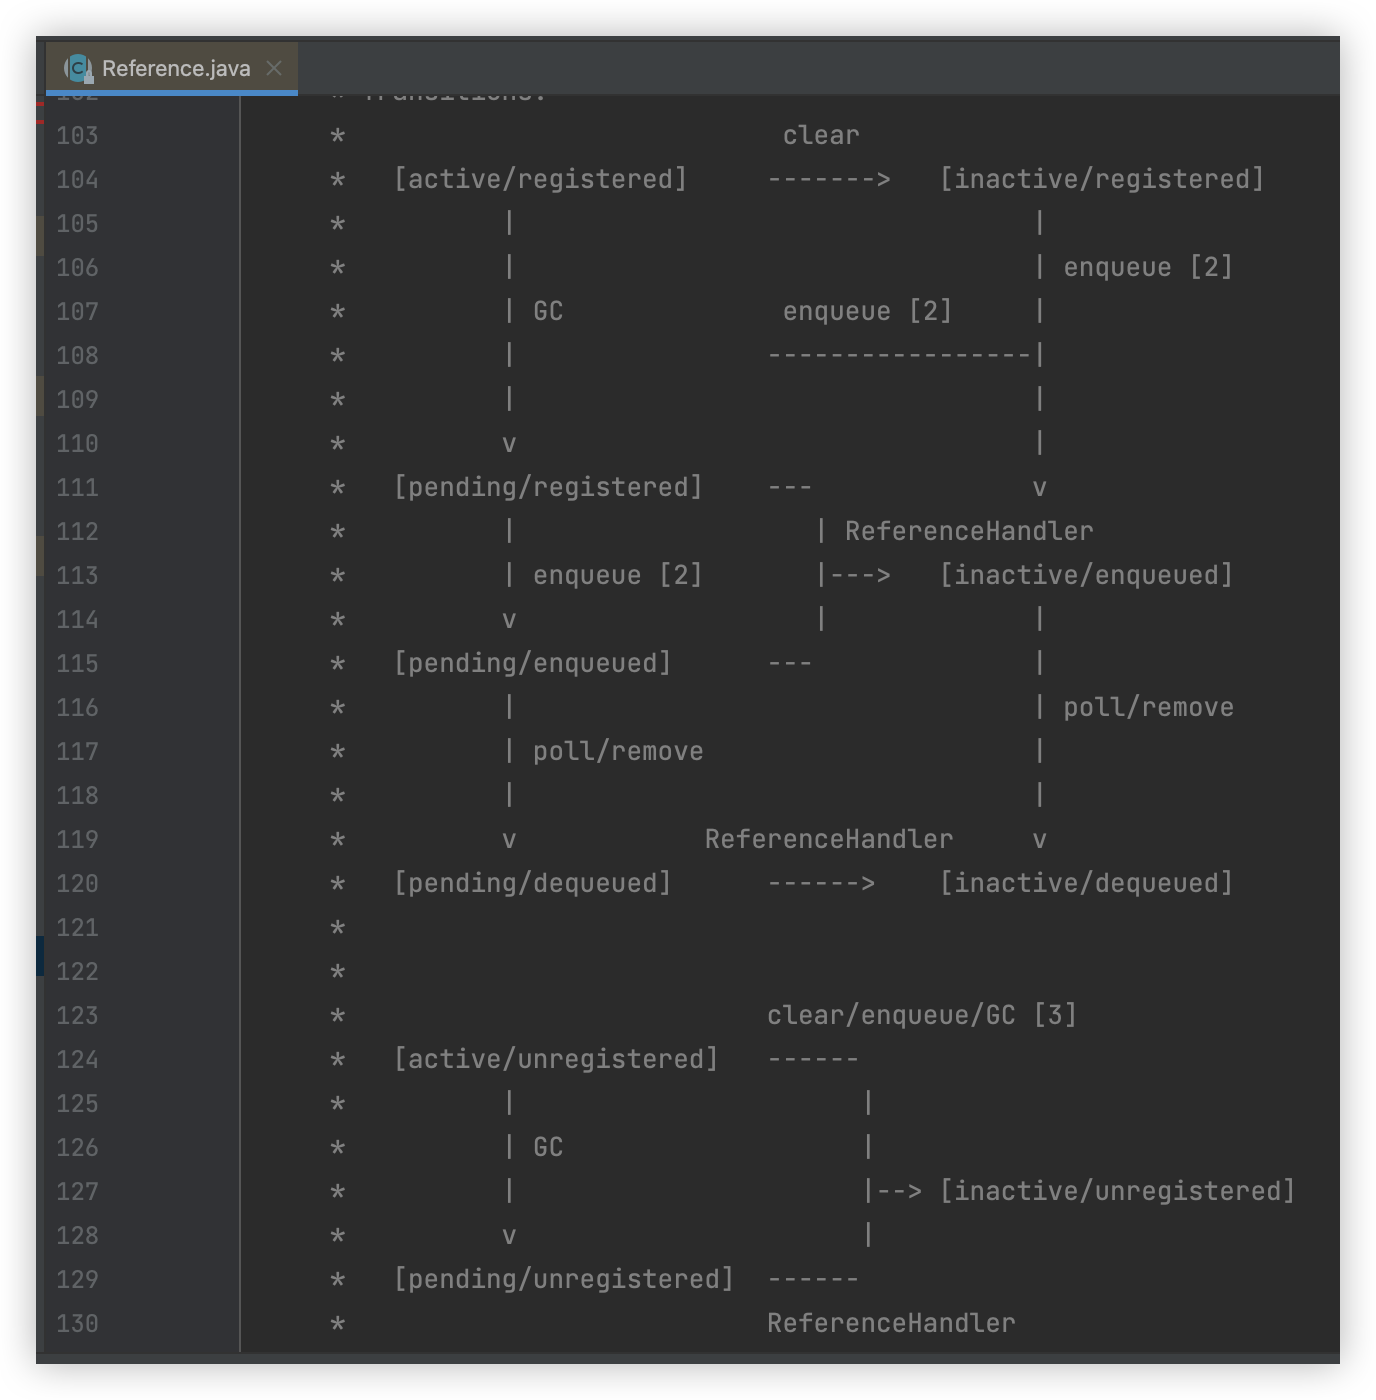 Reference.java
102 * Transitions:
103 *                            clear
104 *   [active/registered]     ------->   [inactive/registered]
105 *          |                                  |
106 *          |                                  | enqueue [2]
107 *          | GC              enqueue [2]      |
108 *          |                -----------------|
109 *          |                                  |
110 *          v                                  |
111 *   [pending/registered]    ---               v
112 *          |                   | ReferenceHandler
113 *          | enqueue [2]       |--->   [inactive/enqueued]
114 *          v                   |             |
115 *   [pending/enqueued]      ---              |
116 *          |                                 | poll/remove
117 *          | poll/remove                     |
118 *          |                                 |
119 *          v            ReferenceHandler     v
120 *   [pending/dequeued]      ------>    [inactive/dequeued]
121 *
122 *
123 *                           clear/enqueue/GC [3]
124 *   [active/unregistered]   ------
125 *          |                      |
126 *          | GC                   |
127 *          |                      |--> [inactive/unregistered]
128 *          v                      |
129 *   [pending/unregistered]  ------
130 *                           ReferenceHandler